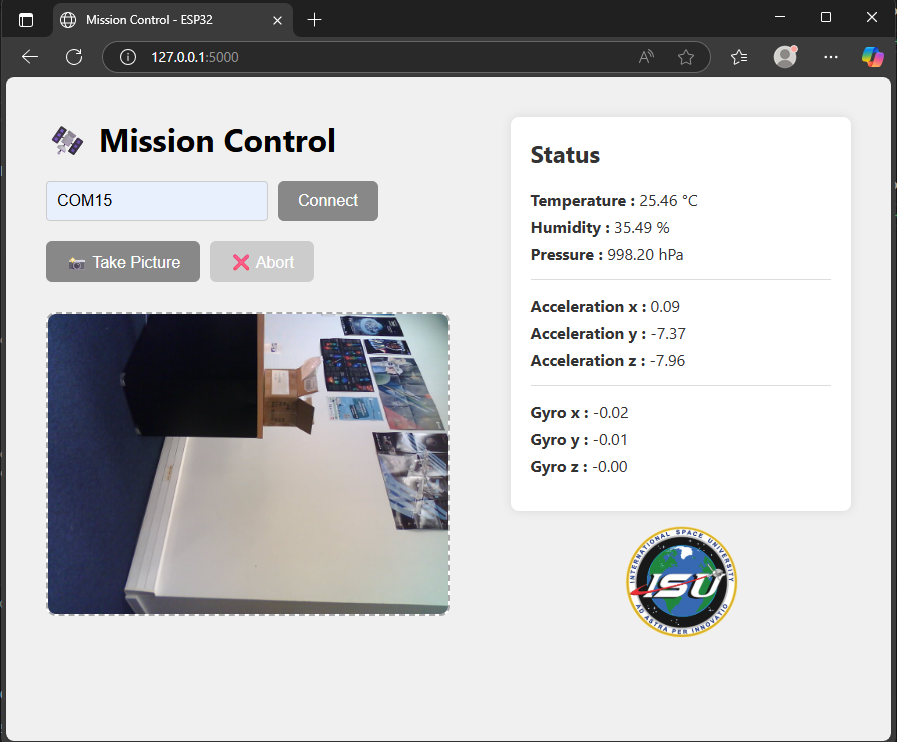 Mission Control - ESP32
127.0.0.1:5000
Mission Control
COM15
Connect
Take Picture
Abort
Status
Temperature : 25.46 °C
Humidity : 35.49 %
Pressure : 998.20 hPa
Acceleration x : 0.09
Acceleration y : -7.37
Acceleration z : -7.96
Gyro x : -0.02
Gyro y : -0.01
Gyro z : -0.00
INTERNATIONAL SPACE UNIVERSITY
ISU
AD ASTRA PER INNOVATIO